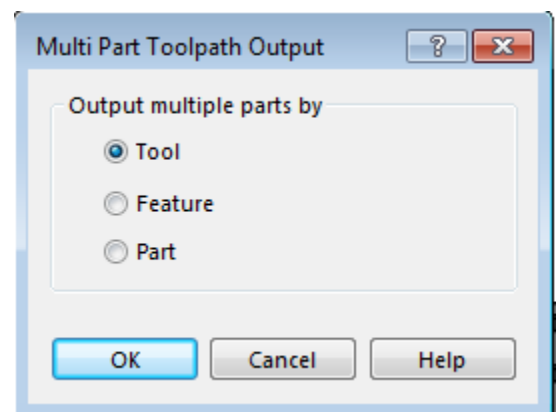 Multi Part Toolpath Output
Output multiple parts by
Tool
Feature
Part
OK Cancel Help